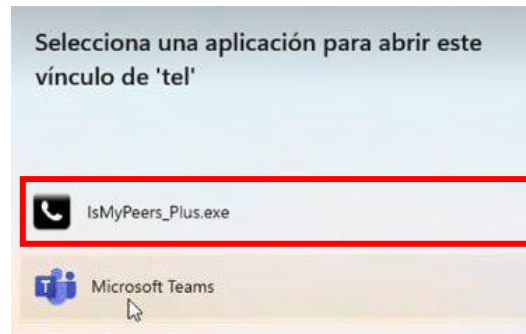 Selecciona una aplicación para abrir este
vínculo de 'tel'
IsMyPeers_Plus.exe
Microsoft Teams